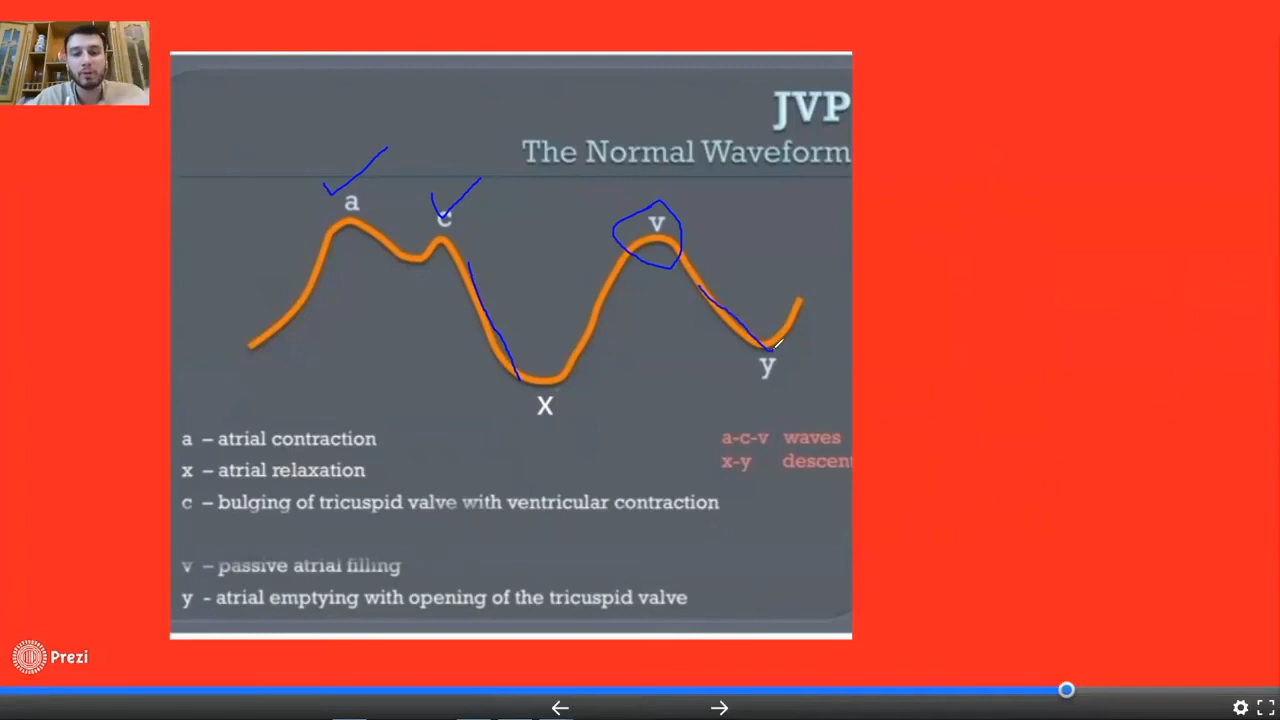 JVP
The Normal Waveform
a
c
v
x
y
a – atrial contraction
x – atrial relaxation
c – bulging of tricuspid valve with ventricular contraction
v – passive atrial filling
y - atrial emptying with opening of the tricuspid valve
a-c-v waves
x-y descent
Prezi